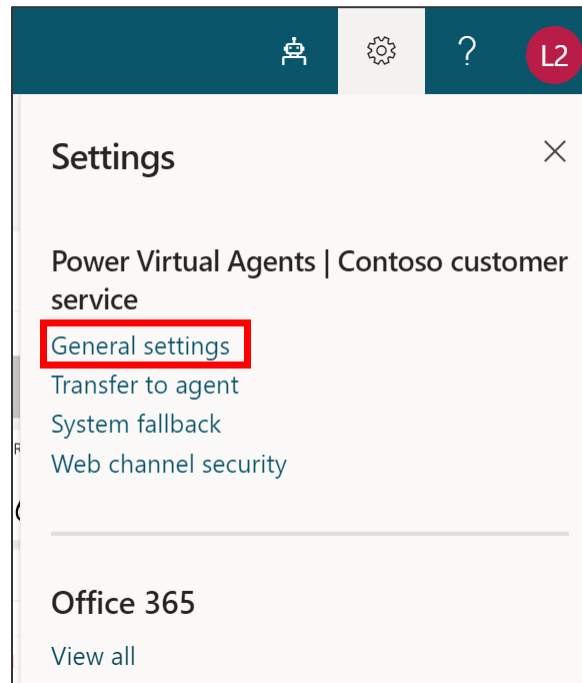 L2
Settings
Power Virtual Agents | Contoso customer
service
General settings
Transfer to agent
System fallback
Web channel security
R
Office 365
View all